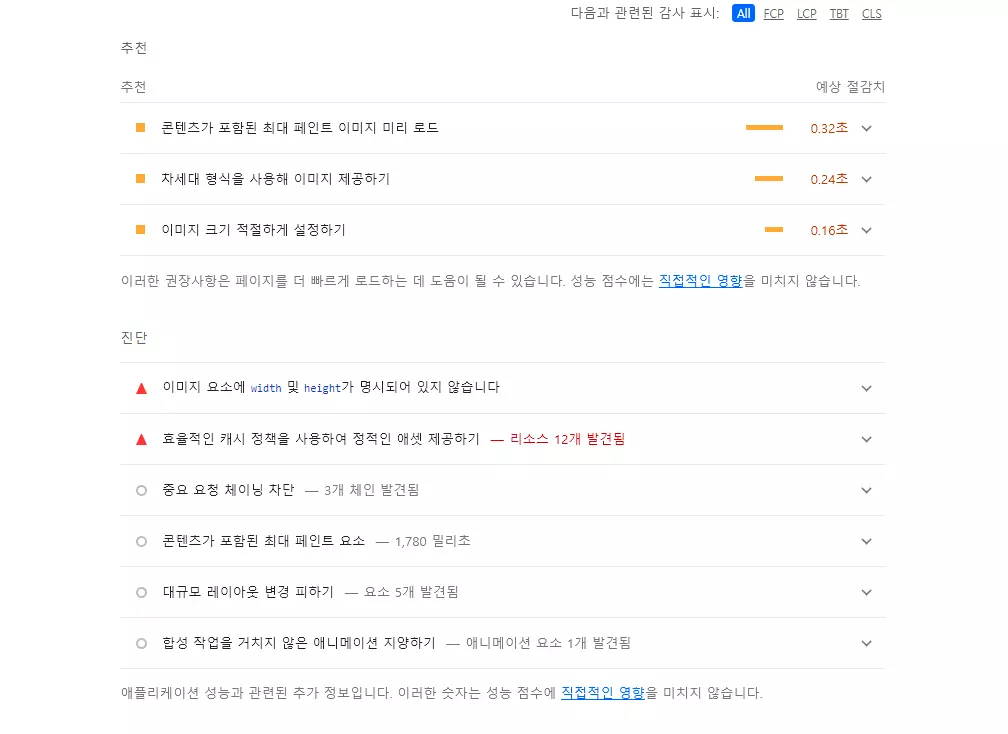 다음과 관련된 감사 표시: All FCP LCP TBT CLS
추천
추천 예상 절감치
콘텐츠가 포함된 최대 페인트 이미지 미리 로드 0.32초
차세대 형식을 사용해 이미지 제공하기 0.24초
이미지 크기 적절하게 설정하기 0.16초
이러한 권장사항은 페이지를 더 빠르게 로드하는 데 도움이 될 수 있습니다. 성능 점수에는 직접적인 영향을 미치지 않습니다.
진단
이미지 요소에 width 및 height가 명시되어 있지 않습니다
효율적인 캐시 정책을 사용하여 정적인 애셋 제공하기 — 리소스 12개 발견됨
중요 요청 체이닝 차단 — 3개 체인 발견됨
콘텐츠가 포함된 최대 페인트 요소 — 1,780 밀리초
대규모 레이아웃 변경 피하기 — 요소 5개 발견됨
합성 작업을 거치지 않은 애니메이션 지양하기 — 애니메이션 요소 1개 발견됨
애플리케이션 성능과 관련된 추가 정보입니다. 이러한 숫자는 성능 점수에 직접적인 영향을 미치지 않습니다.